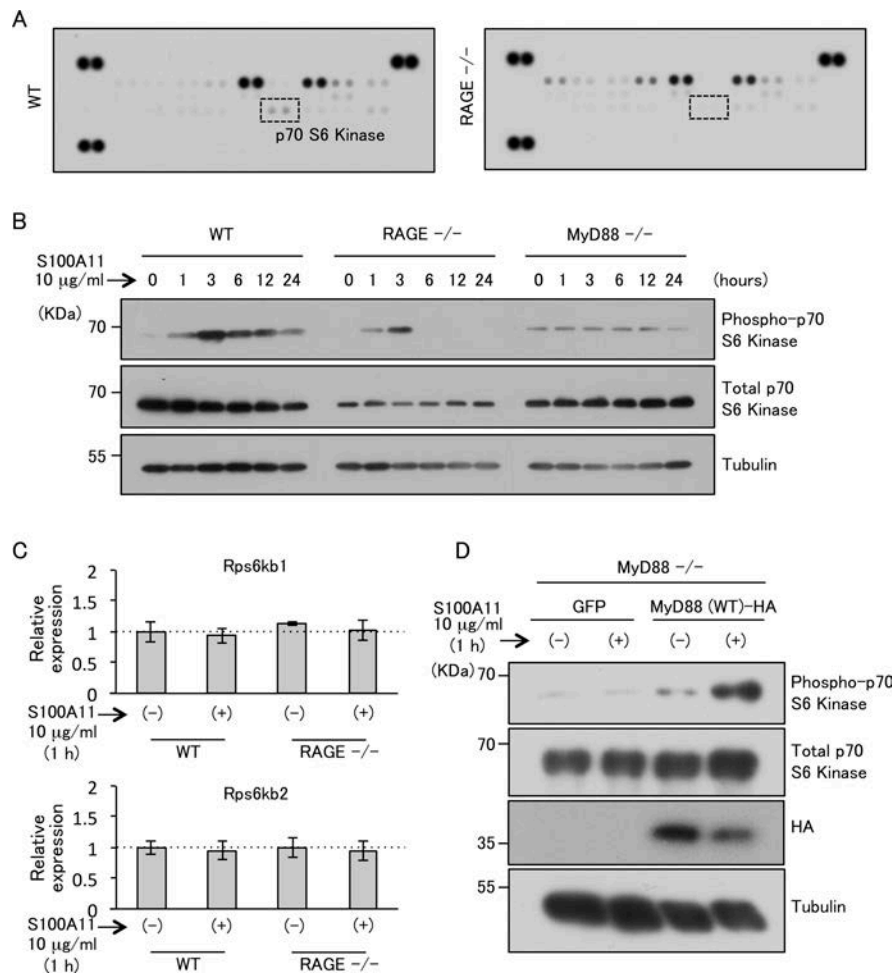 A
WT
p70 S6 Kinase
RAGE -/-
B
WT RAGE -/- MyD88 -/-
S100A11
10 μg/ml
0 1 3 6 12 24 0 1 3 6 12 24 0 1 3 6 12 24 (hours)
(KDa)
70
Phospho-p70
S6 Kinase
70
Total p70
S6 Kinase
55
Tubulin
C
Rps6kb1
Relative
expression
2
1.5
1
0.5
0
S100A11
10 μg/ml
(1 h)
(-) (+) (-) (+)
WT RAGE -/-
Rps6kb2
Relative
expression
2
1.5
1
0.5
0
S100A11
10 μg/ml
(1 h)
(-) (+) (-) (+)
WT RAGE -/-
D
MyD88 -/-
GFP MyD88 (WT)-HA
S100A11
10 μg/ml
(1 h)
(-) (+) (-) (+)
(KDa)
70
Phospho-p70
S6 Kinase
70
Total p70
S6 Kinase
35
HA
55
Tubulin